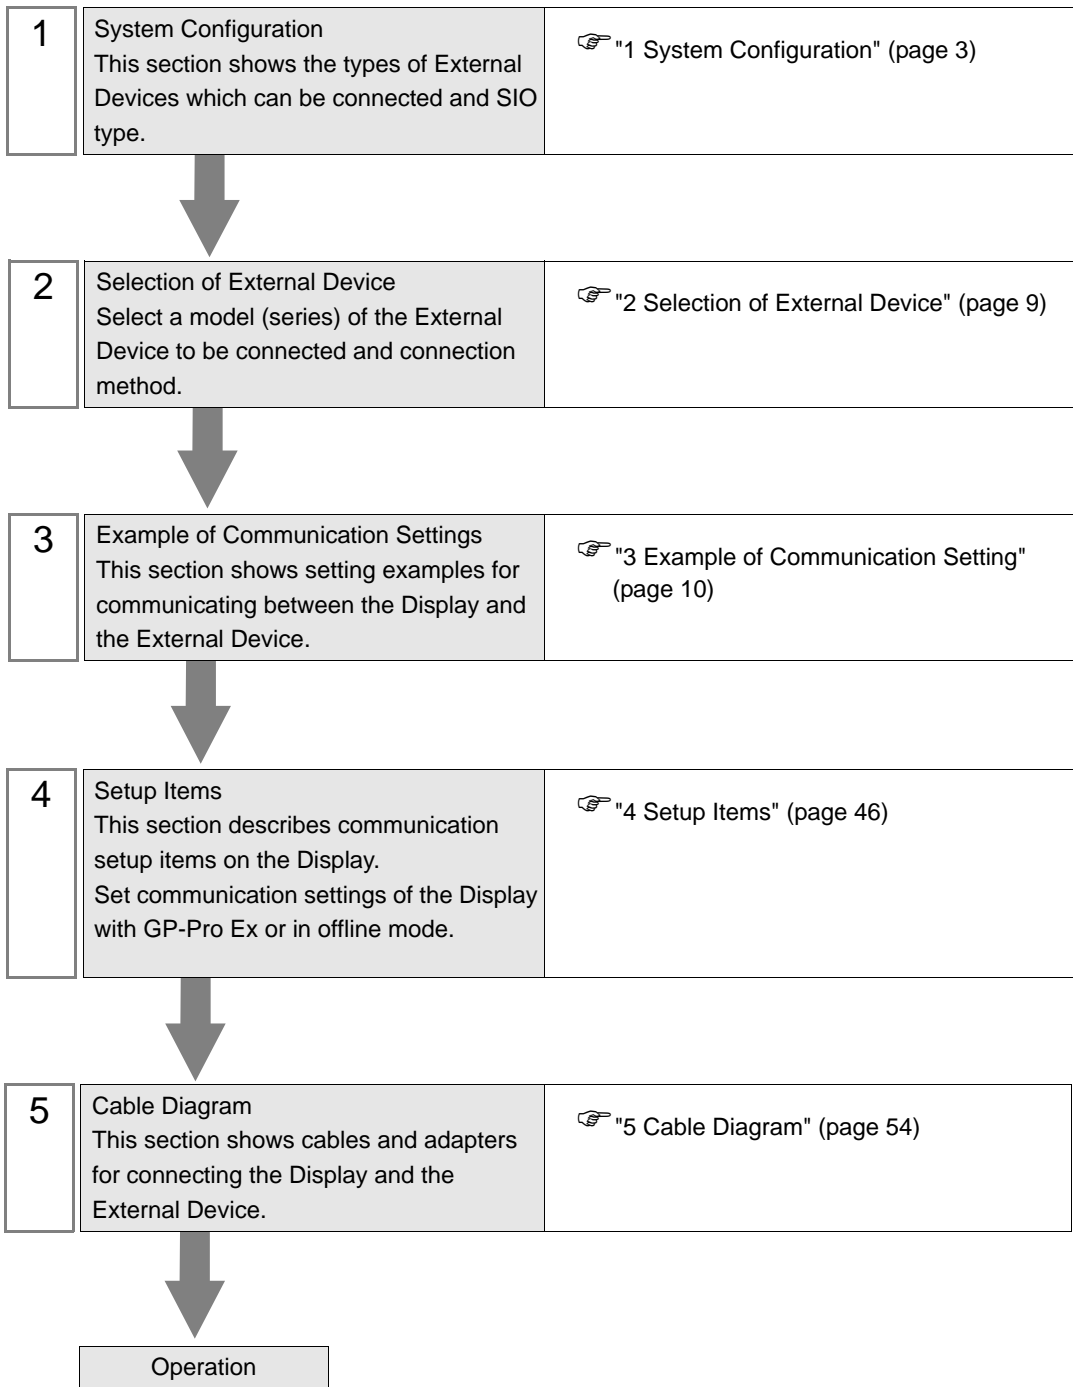 1
System Configuration
This section shows the types of External
Devices which can be connected and SIO
type.
"1 System Configuration" (page 3)
2
Selection of External Device
Select a model (series) of the External
Device to be connected and connection
method.
"2 Selection of External Device" (page 9)
3
Example of Communication Settings
This section shows setting examples for
communicating between the Display and
the External Device.
"3 Example of Communication Setting"
(page 10)
4
Setup Items
This section describes communication
setup items on the Display.
Set communication settings of the Display
with GP-Pro Ex or in offline mode.
"4 Setup Items" (page 46)
5
Cable Diagram
This section shows cables and adapters
for connecting the Display and the
External Device.
"5 Cable Diagram" (page 54)
Operation